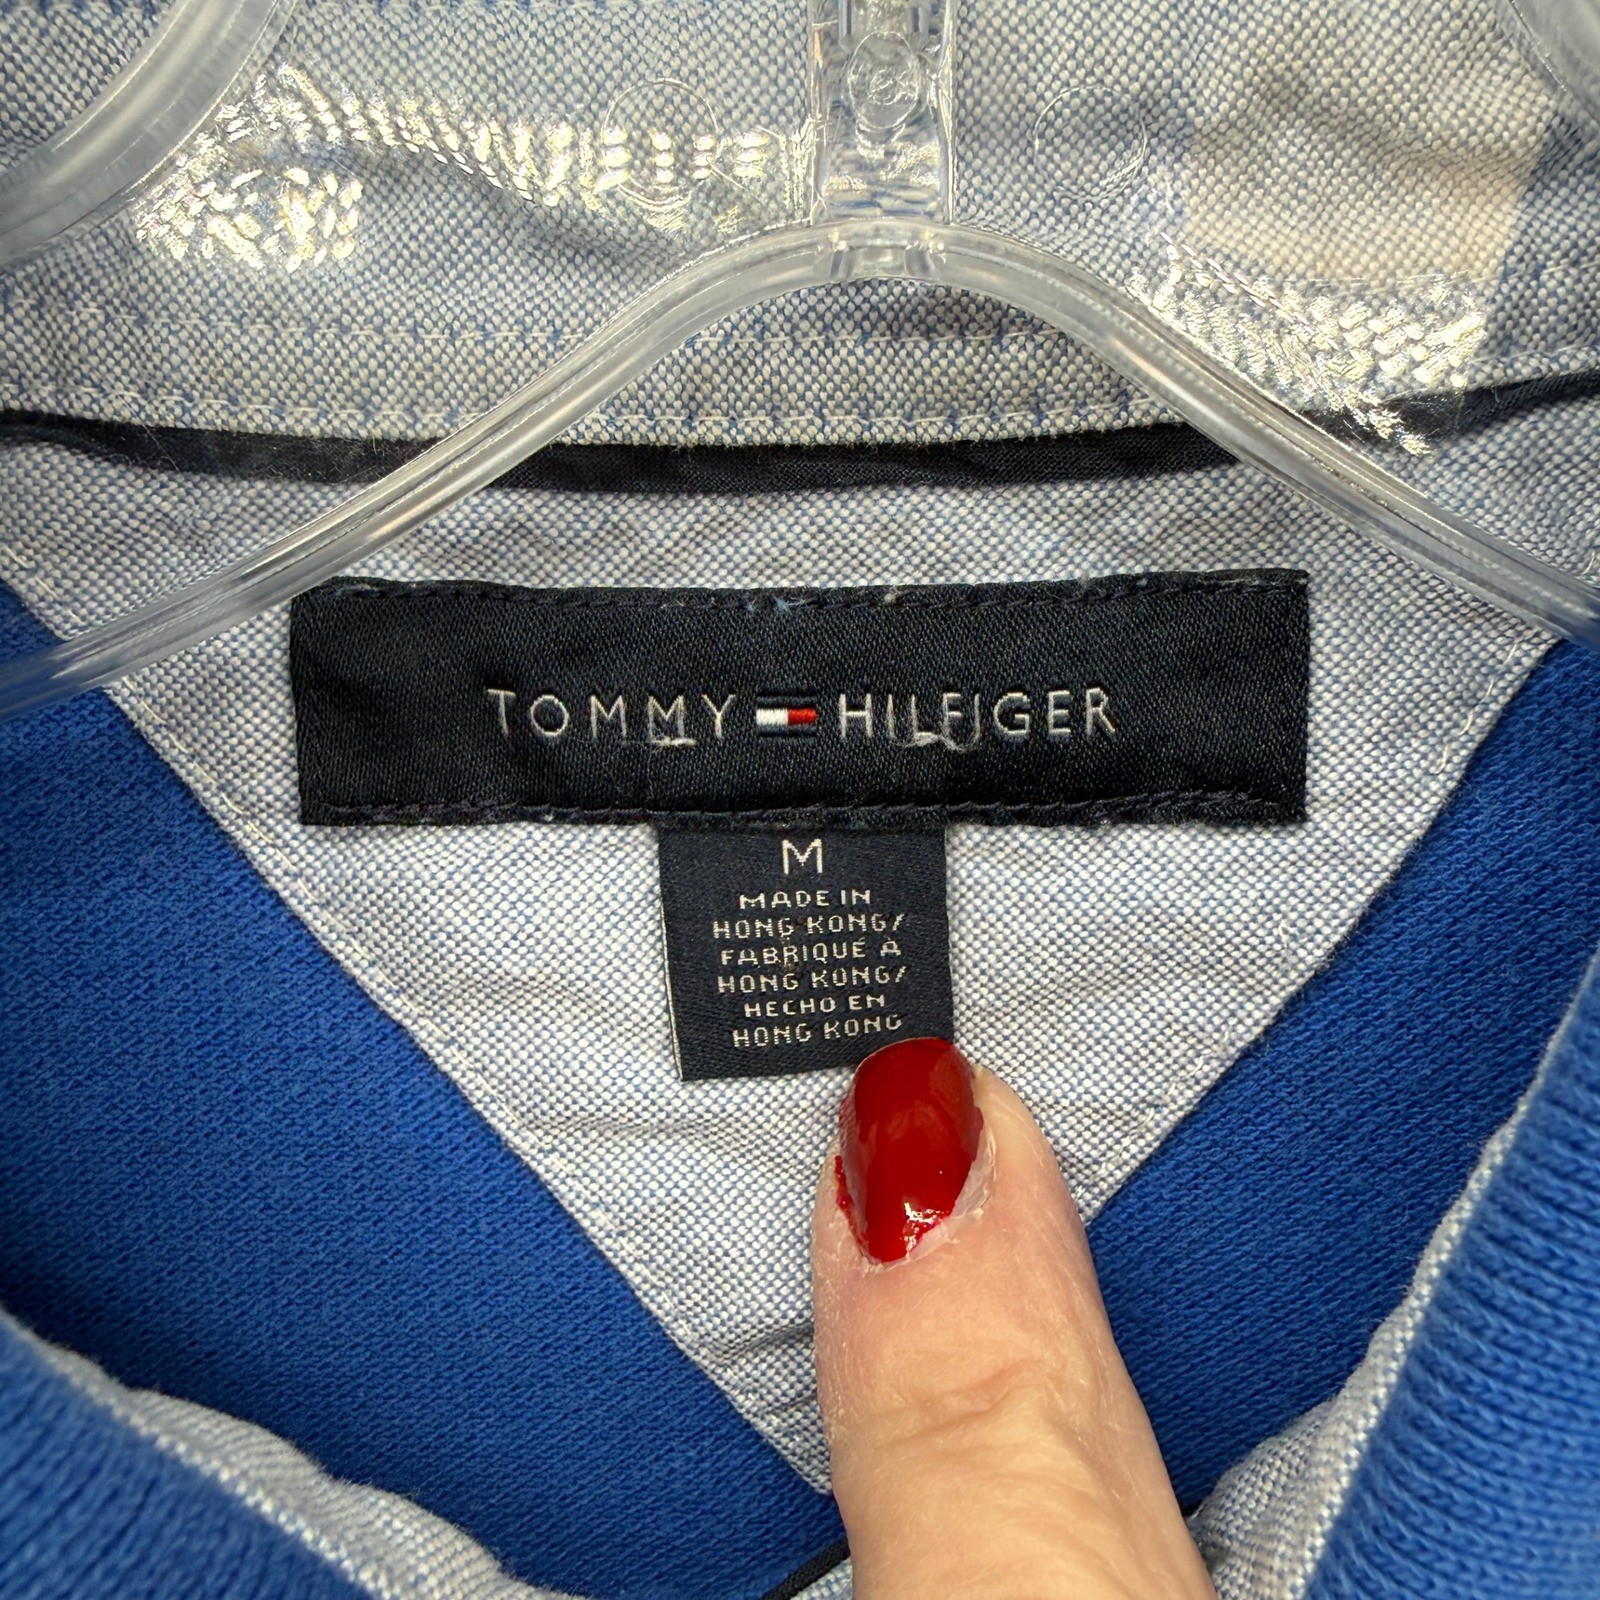 TOMMY HILFIGER
M
MADE IN
HONG KONG/
FABRIQUÉ À
HONG KONG/
HECHO EN
HONG KONG